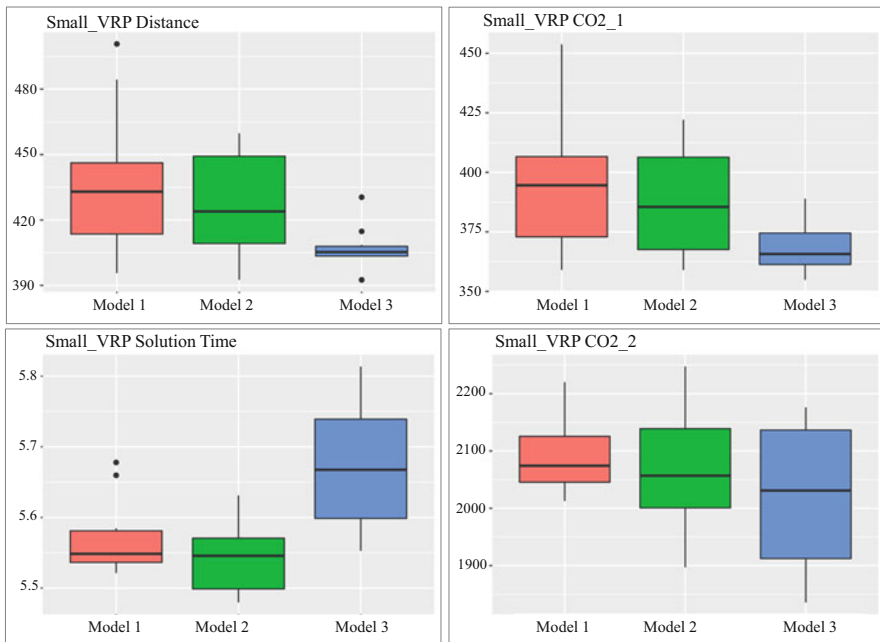 Small_VRP Distance
480
450
420
390
Model 1 Model 2 Model 3
Small_VRP CO2_1
450
425
400
375
350
Model 1 Model 2 Model 3
Small_VRP Solution Time
5.8
5.7
5.6
5.5
Model 1 Model 2 Model 3
Small_VRP CO2_2
2200
2100
2000
1900
Model 1 Model 2 Model 3